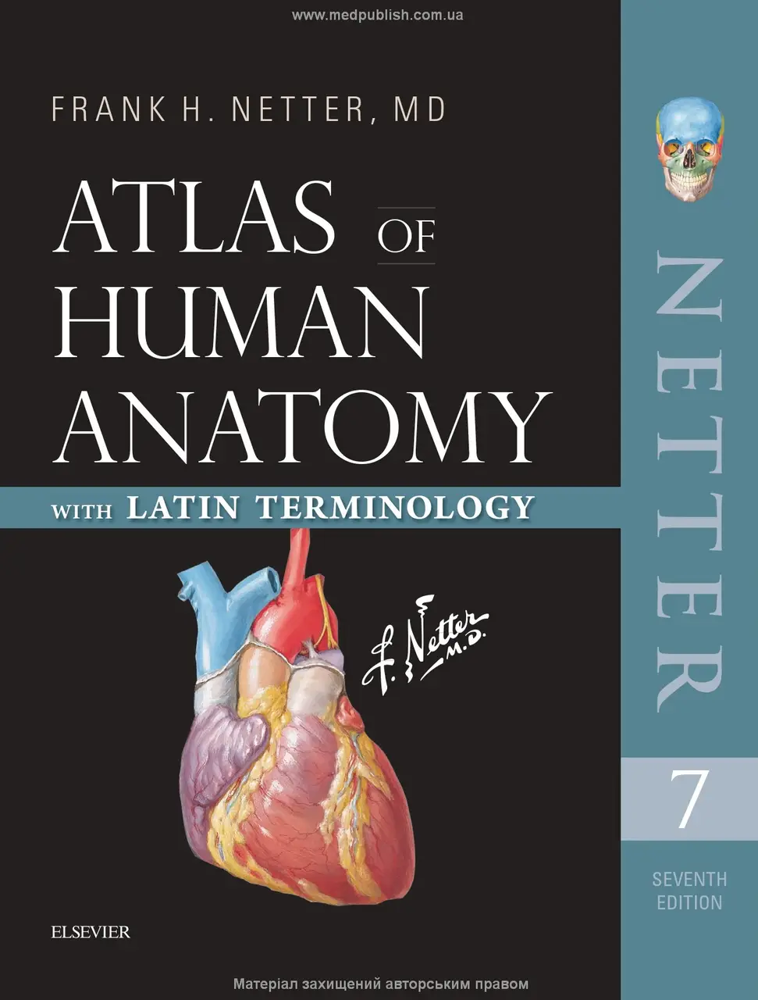 www.medpublish.com.ua
FRANK H. NETTER, MD
ATLAS OF
HUMAN
ANATOMY
WITH LATIN TERMINOLOGY
F. Netter
M.D.
ELSEVIER
NETTER
7
SEVENTH
EDITION
Матеріал захищений авторським правом